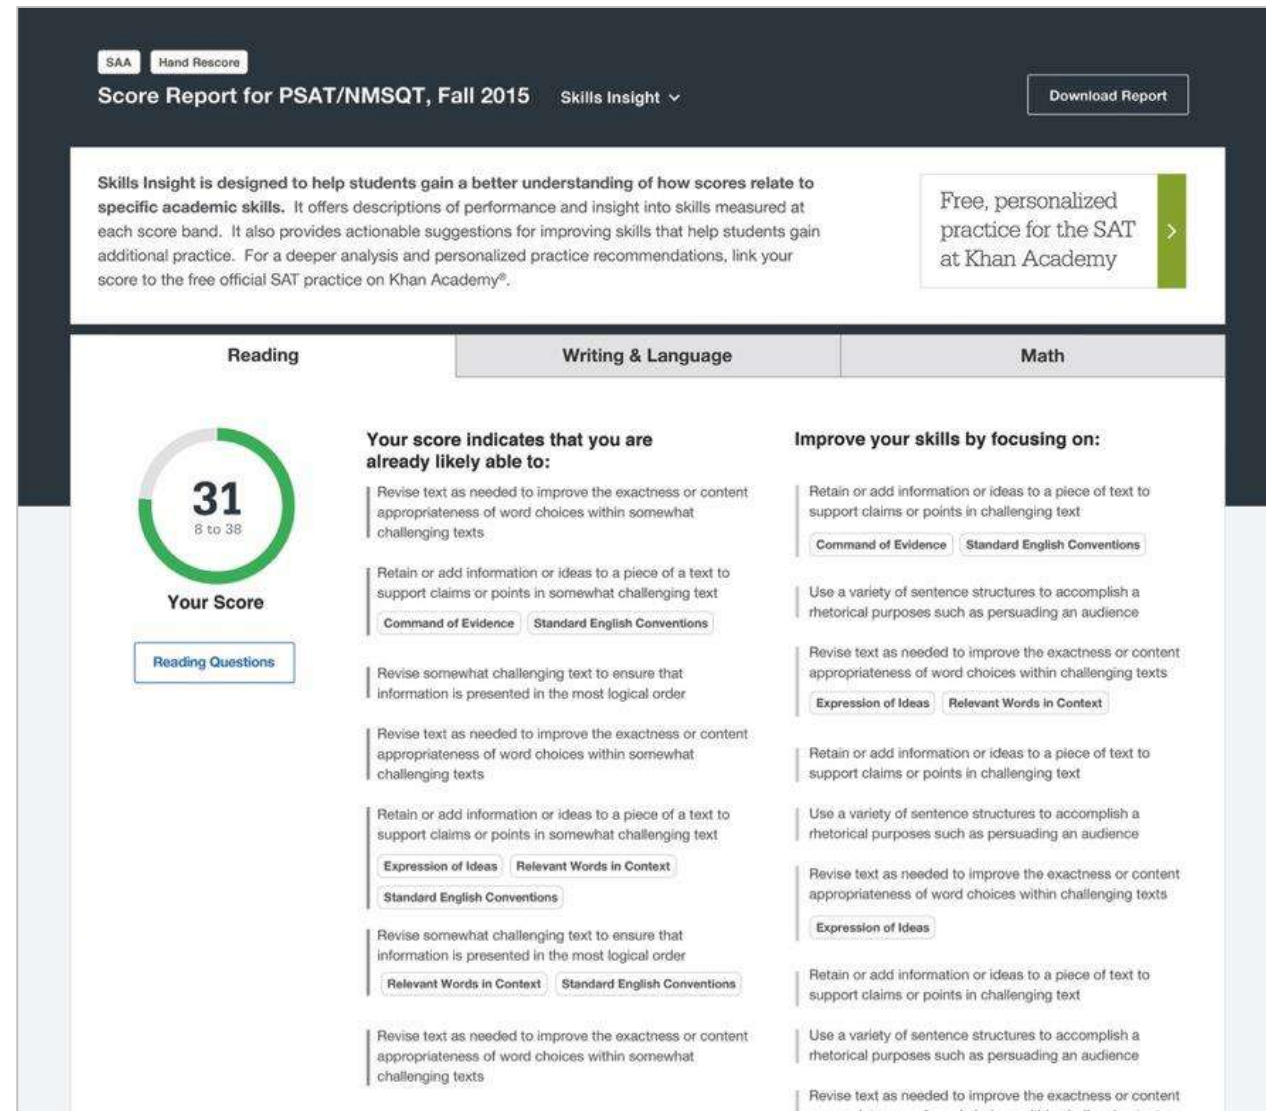 SAA Hand Rescore
Score Report for PSAT/NMSQT, Fall 2015 Skills Insight
Download Report
Skills Insight is designed to help students gain a better understanding of how scores relate to
specific academic skills. It offers descriptions of performance and insight into skills measured at
each score band. It also provides actionable suggestions for improving skills that help students gain
additional practice. For a deeper analysis and personalized practice recommendations, link your
score to the free official SAT practice on Khan Academy®.
Free, personalized
practice for the SAT
at Khan Academy
Reading
Writing & Language
Math
31
8 to 38
Your Score
Reading Questions
Your score indicates that you are
already likely able to:
Revise text as needed to improve the exactness or content
appropriateness of word choices within somewhat
challenging texts
Retain or add information or ideas to a piece of a text to
support claims or points in somewhat challenging text
Command of Evidence Standard English Conventions
Revise somewhat challenging text to ensure that
information is presented in the most logical order
Revise text as needed to improve the exactness or content
appropriateness of word choices within somewhat
challenging texts
Retain or add information or ideas to a piece of a text to
support claims or points in somewhat challenging text
Expression of Ideas Relevant Words in Context
Standard English Conventions
Revise somewhat challenging text to ensure that
information is presented in the most logical order
Relevant Words in Context Standard English Conventions
Revise text as needed to improve the exactness or content
appropriateness of word choices within somewhat
challenging texts
Improve your skills by focusing on:
Retain or add information or ideas to a piece of text to
support claims or points in challenging text
Command of Evidence Standard English Conventions
Use a variety of sentence structures to accomplish a
rhetorical purposes such as persuading an audience
Revise text as needed to improve the exactness or content
appropriateness of word choices within challenging texts
Expression of Ideas Relevant Words in Context
Retain or add information or ideas to a piece of text to
support claims or points in challenging text
Use a variety of sentence structures to accomplish a
rhetorical purposes such as persuading an audience
Revise text as needed to improve the exactness or content
appropriateness of word choices within challenging texts
Expression of Ideas
Retain or add information or ideas to a piece of text to
support claims or points in challenging text
Use a variety of sentence structures to accomplish a
rhetorical purposes such as persuading an audience
Revise text as needed to improve the exactness or content